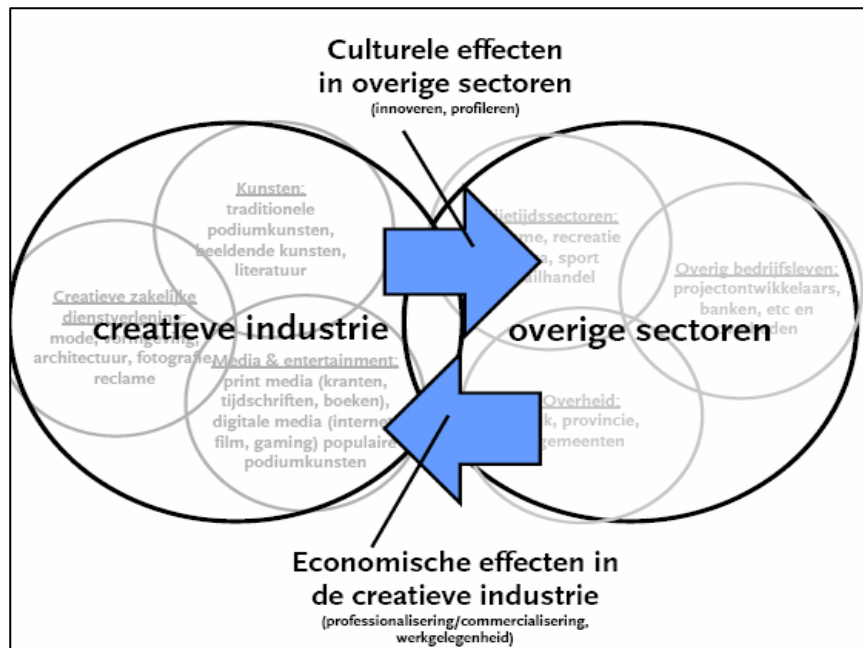 Culturele effecten
in overige sectoren
(innoveren, profileren)
Kunsten:
traditionele
podiumkunsten,
beeldende kunsten,
literatuur
Creatieve zakelijke
dienstverlening:
mode, vormgeving,
architectuur, fotografie,
reclame
creatieve industrie
Media & entertainment:
print media (kranten,
tijdschriften, boeken),
digitale media (internet,
film, gaming) populaire
podiumkunsten
sport
Overig bedrijfsleven:
projectontwikkelaars,
banken, etc en
overige sectoren
Overheid:
provincie,
gemeenten
Economische effecten in
de creatieve industrie
(professionalisering/commercialisering,
werkgelegenheid)